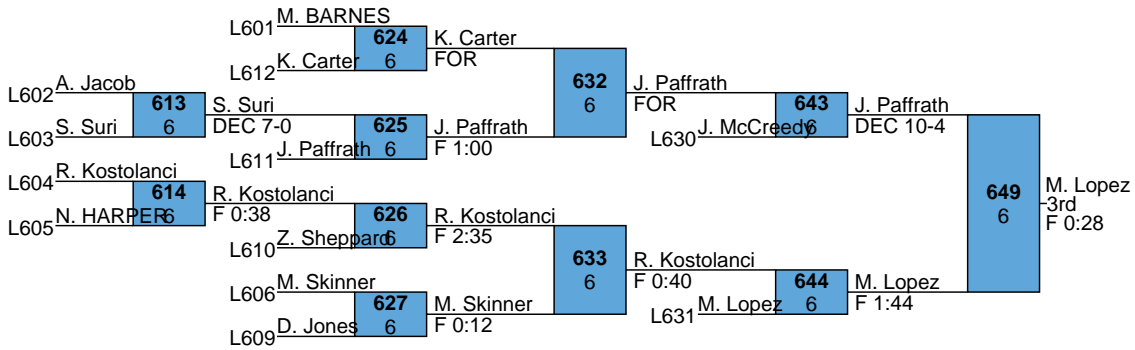 M. BARNES
L601
624
K. Carter
K. Carter
6
FOR
L612
A. Jacob
632
J. Paffrath
L602
613
S. Suri
6
FOR
643
J. Paffrath
S. Suri
6
DEC 7-0
625
J. Paffrath
J. McCreedy
6
DEC 10-4
L603
J. Paffrath
6
F 1:00
L630
L611
R. Kostolanci
649
M. Lopez
L604
614
R. Kostolanci
6
3rd
N. HARPER
6
F 0:38
626
R. Kostolanci
F 0:28
L605
Z. Sheppard
6
F 2:35
L610
633
R. Kostolanci
M. Skinner
6
F 0:40
644
M. Lopez
L606
627
M. Skinner
M. Lopez
6
F 1:44
D. Jones
6
F 0:12
L631
L609